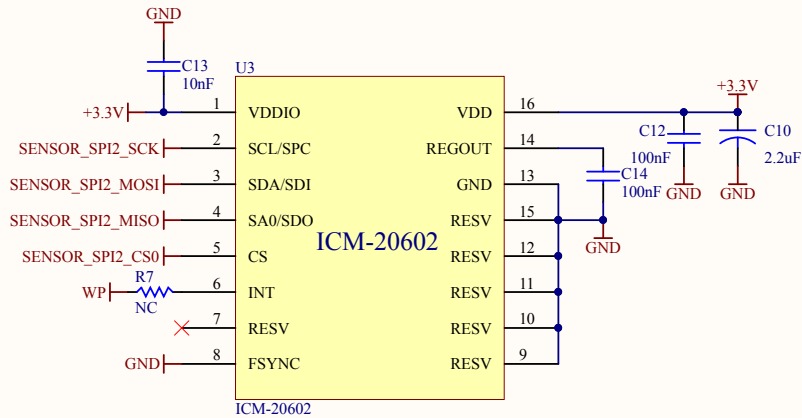 GND
C13
10nF
U3
+3.3V
1
VDDIO
VDD
16
+3.3V
SENSOR_SPI2_SCK
2
SCL/SPC
REGOUT
14
C12
100nF
C10
2.2uF
SENSOR_SPI2_MOSI
3
SDA/SDI
GND
13
C14
100nF
GND
GND
SENSOR_SPI2_MISO
4
SA0/SDO
RESV
15
GND
ICM-20602
SENSOR_SPI2_CS0
5
CS
RESV
12
WP
R7
NC
6
INT
RESV
11
7
RESV
RESV
10
GND
8
FSYNC
RESV
9
ICM-20602